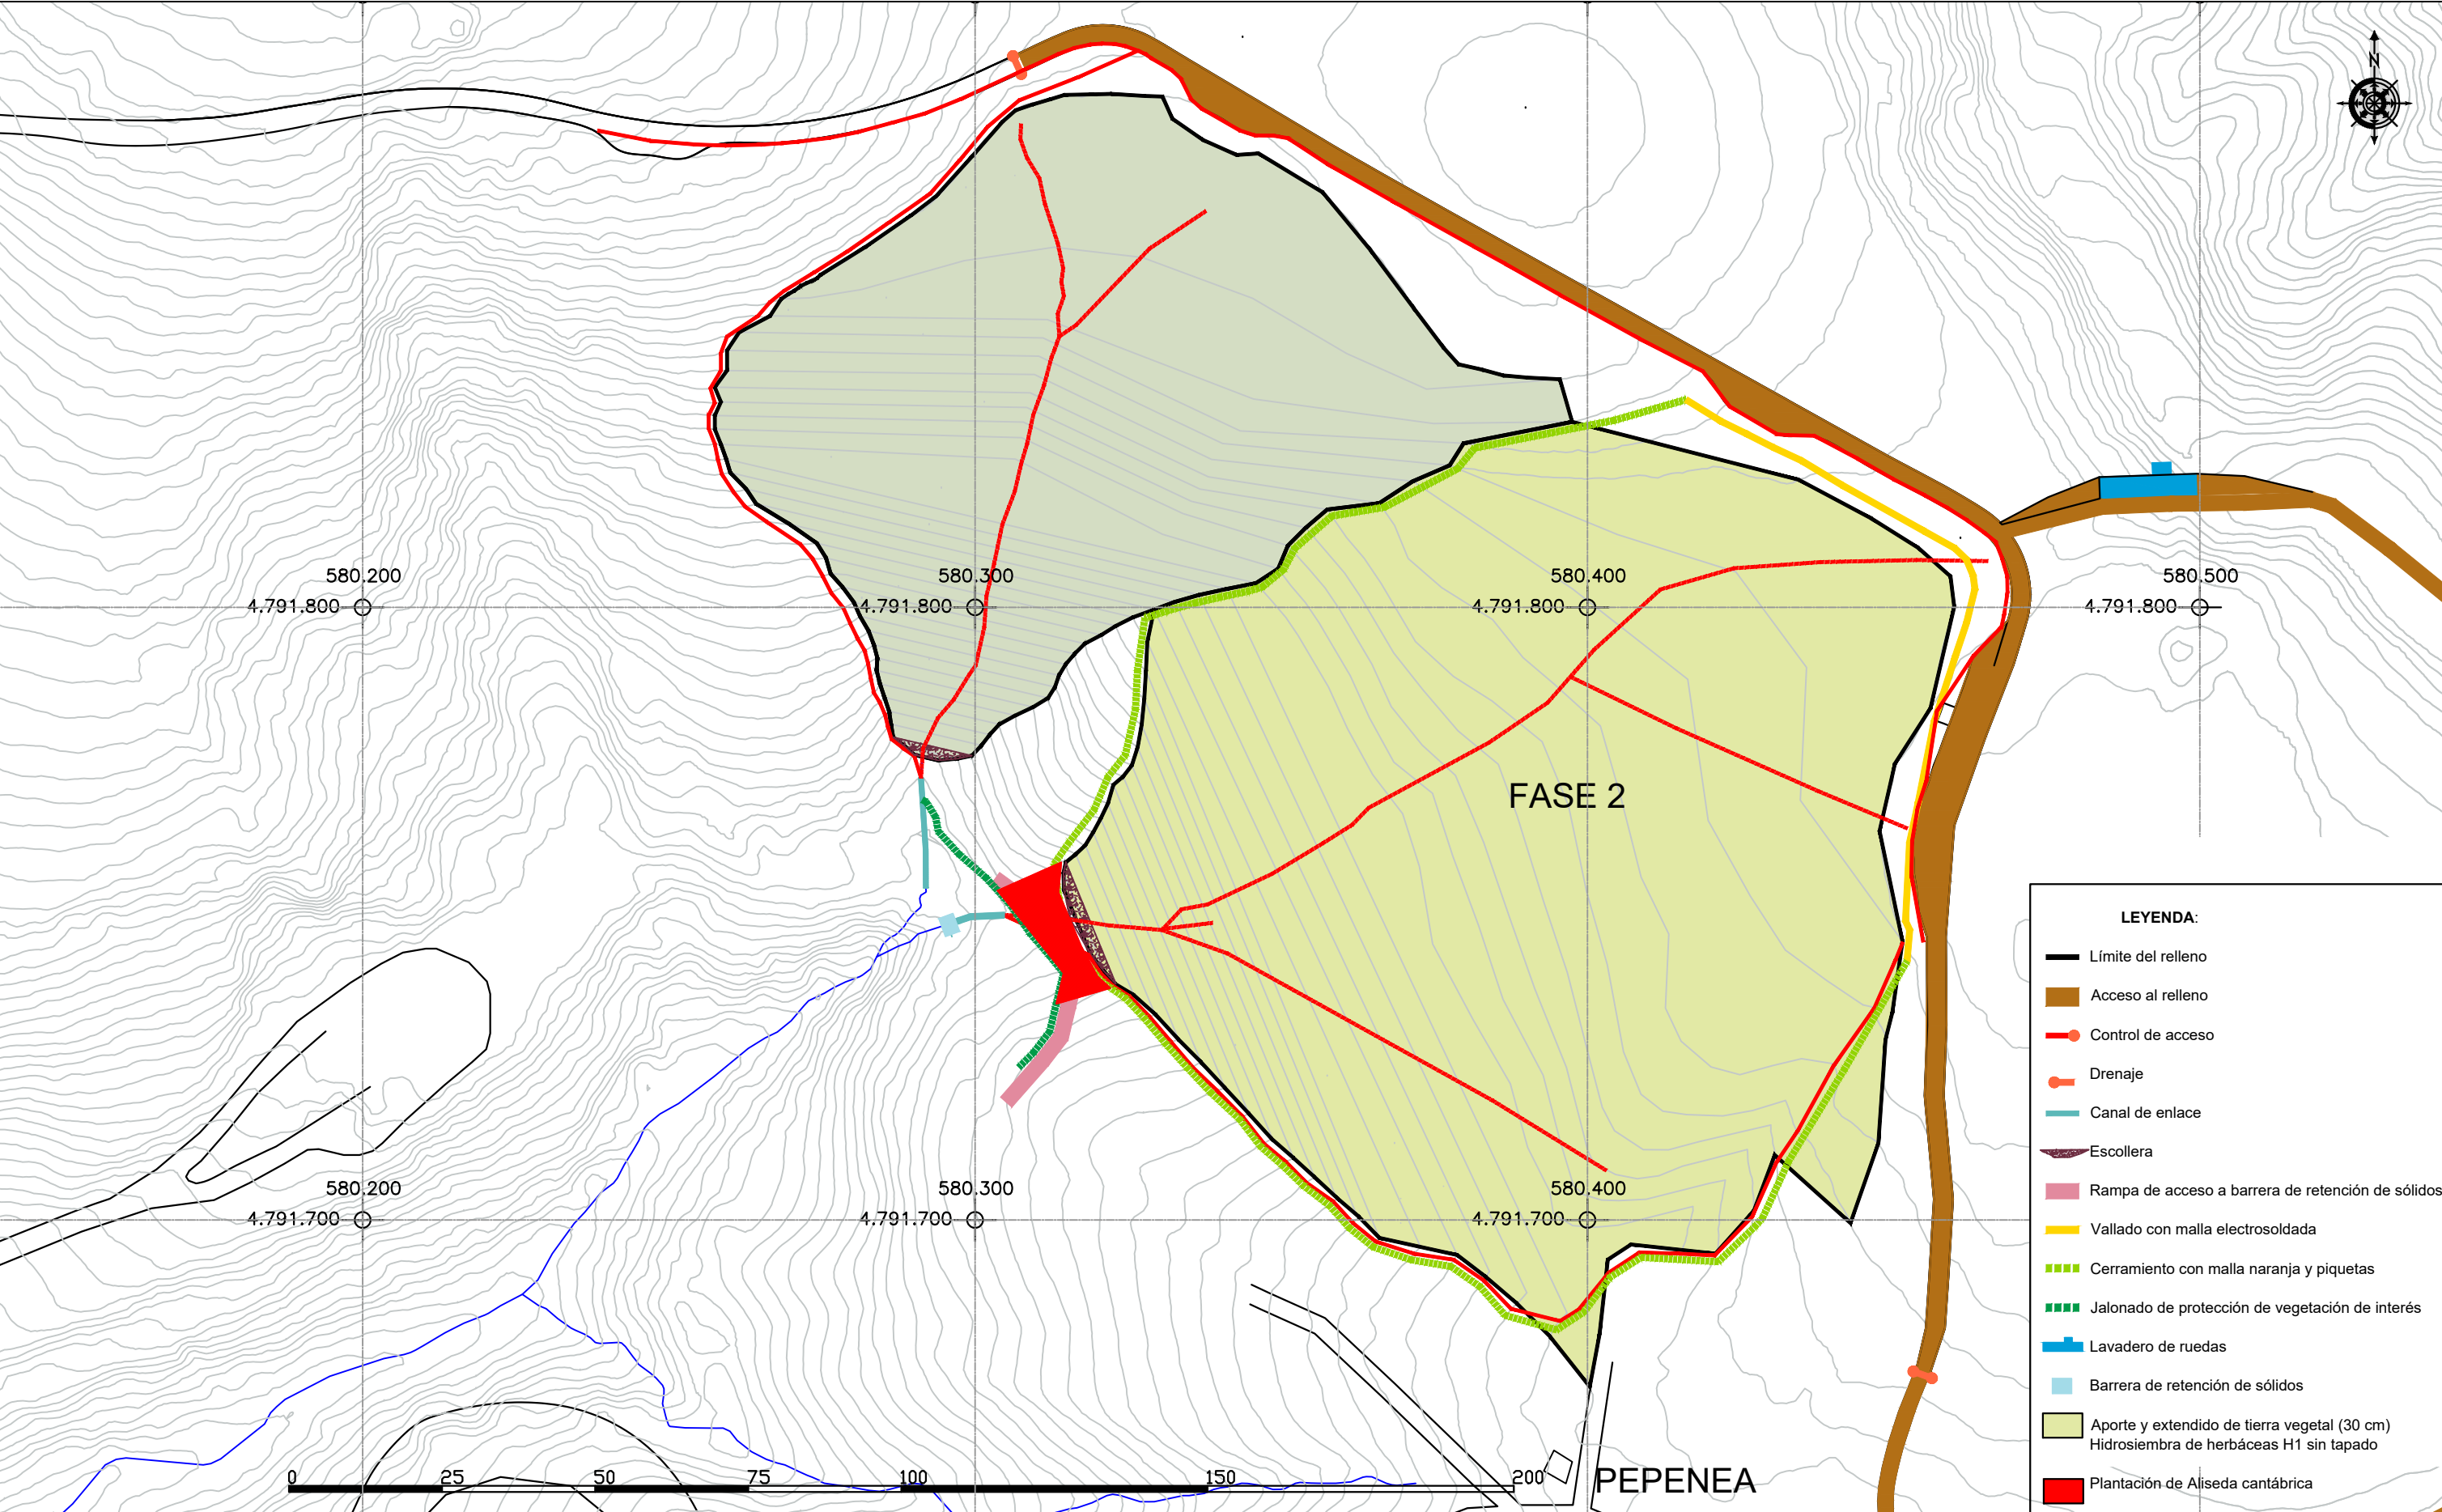 N
580.200
580.300
580.400
580.500
4.791.800
4.791.800
4.791.800
4.791.800
FASE 2
LEYENDA:
Límite del relleno
Acceso al relleno
Control de acceso
Drenaje
Canal de enlace
Escollera
Rampa de acceso a barrera de retención de sólidos
Vallado con malla electrosoldada
Cerramiento con malla naranja y piquetas
Jalonado de protección de vegetación de interés
Lavadero de ruedas
Barrera de retención de sólidos
Aporte y extendido de tierra vegetal (30 cm)
Hidrosiembra de herbáceas H1 sin tapado
Plantación de Aliseda cantábrica
580.200
580.300
580.400
4.791.700
4.791.700
4.791.700
0 25 50 75 100 150 200
PEPENEA